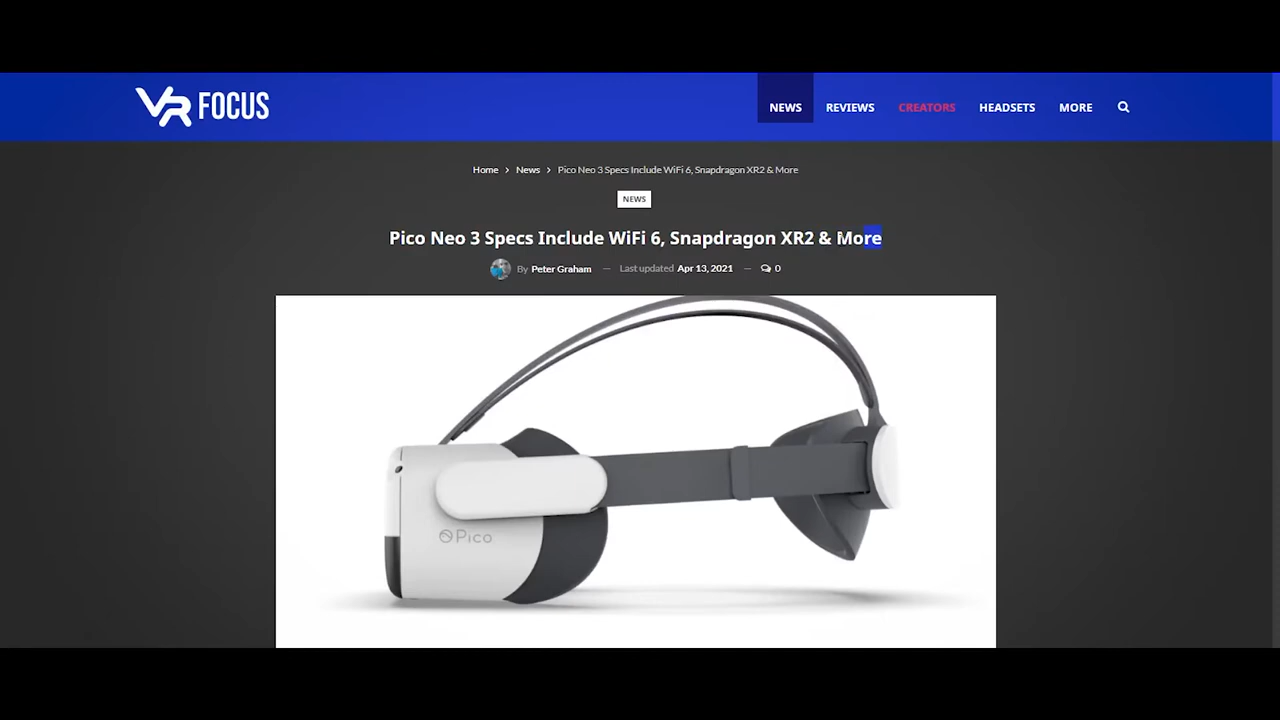 VR FOCUS
NEWS REVIEWS CREATORS HEADSETS MORE
Home > News > Pico Neo 3 Specs Include WiFi 6, Snapdragon XR2 & More
NEWS
Pico Neo 3 Specs Include WiFi 6, Snapdragon XR2 & More
By Peter Graham — Last updated Apr 13, 2021 — 0
Pico